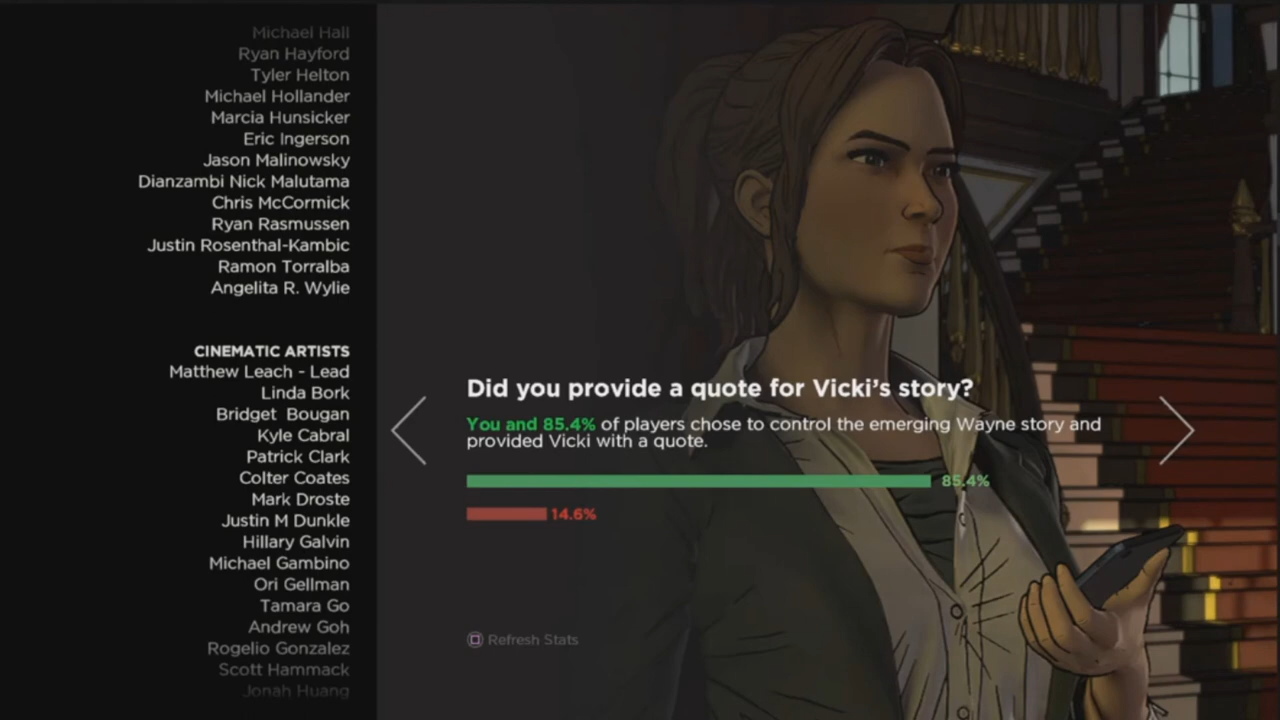 Michael Hall
Ryan Hayford
Tyler Helton
Michael Hollander
Marcia Hunsicker
Eric Ingerson
Jason Malinowsky
Dianzambi Nick Malutama
Chris McCormick
Ryan Rasmussen
Justin Rosenthal-Kambic
Ramon Torralba
Angelita R. Wylie
CINEMATIC ARTISTS
Matthew Leach - Lead
Linda Bork
Bridget Bougan
Kyle Cabral
Patrick Clark
Colter Coates
Mark Droste
Justin M Dunkle
Hillary Galvin
Michael Gambino
Ori Gellman
Tamara Go
Andrew Goh
Rogelio Gonzalez
Scott Hammack
Jonah Huang
Did you provide a quote for Vicki's story?
You and 85.4% of players chose to control the emerging Wayne story and
provided Vicki with a quote.
85.4%
14.6%
Refresh Stats